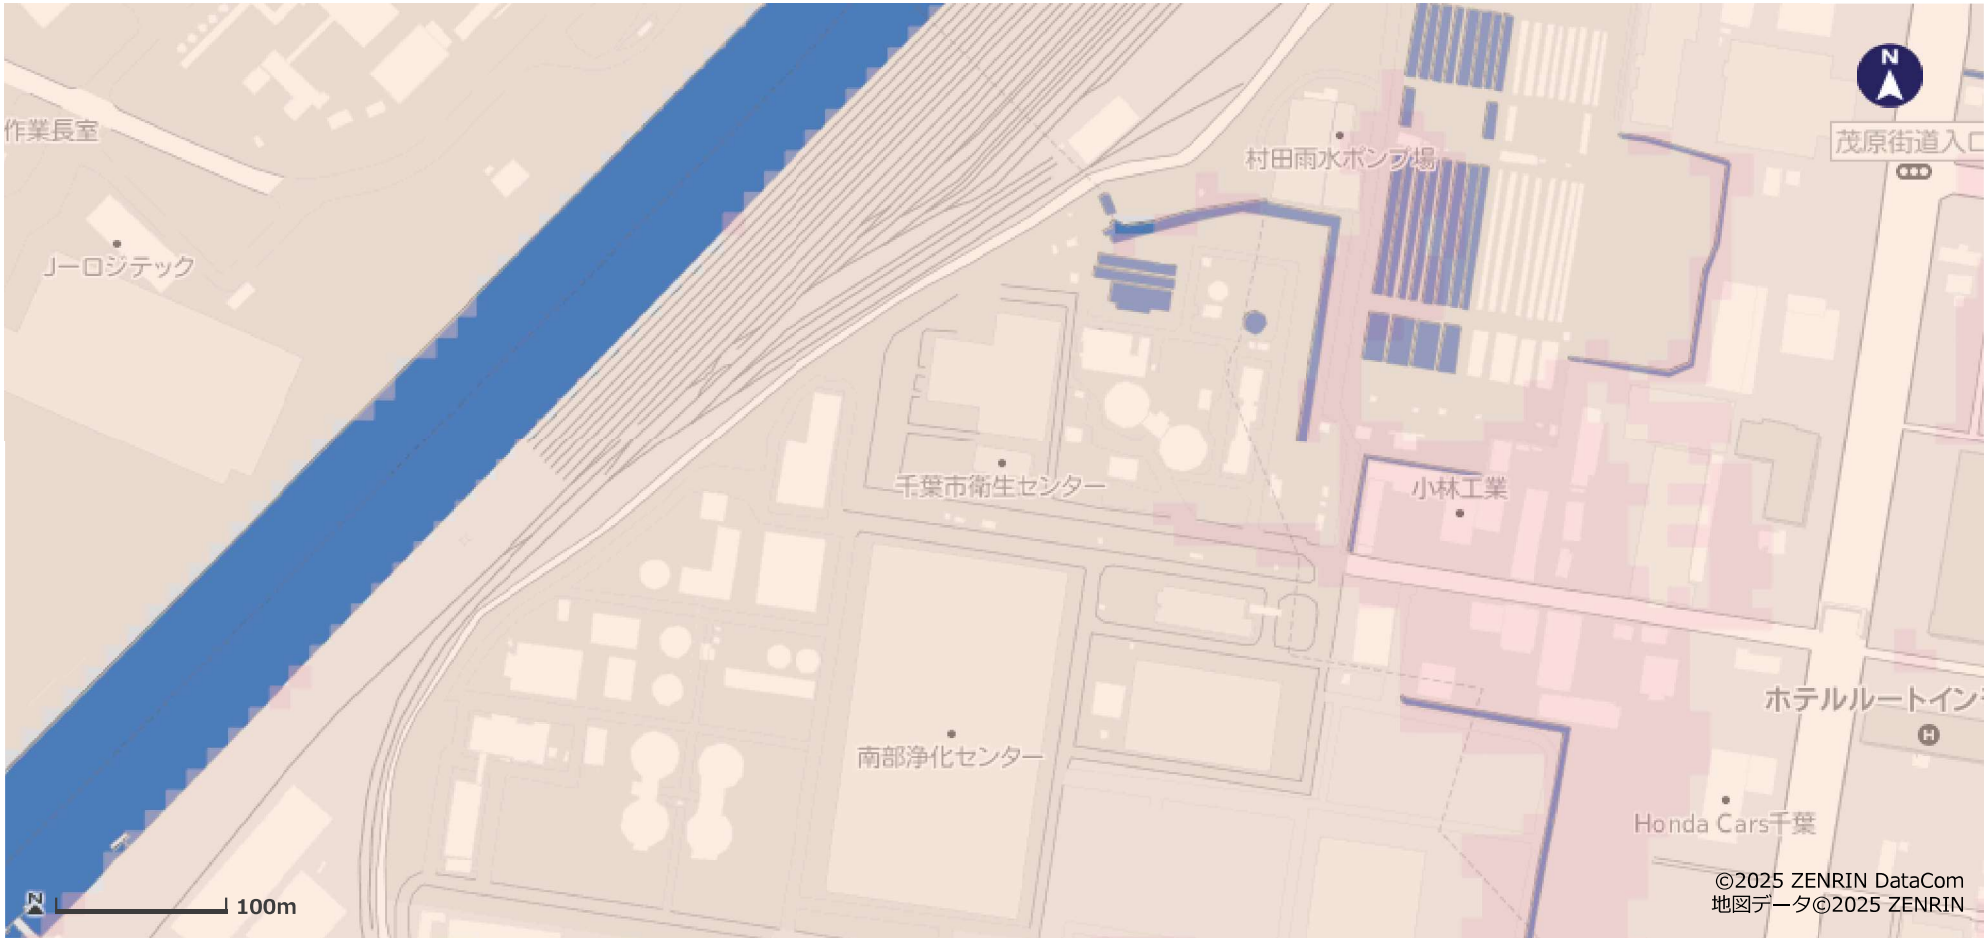 N
作業長室
茂原街道入口
村田雨水ポンプ場
Jーロジテック
千葉市衛生センター
小林工業
ホテルルートイン
H
南部浄化センター
Honda Cars千葉
©2025 ZENRIN DataCom
地図データ©2025 ZENRIN
N
100m